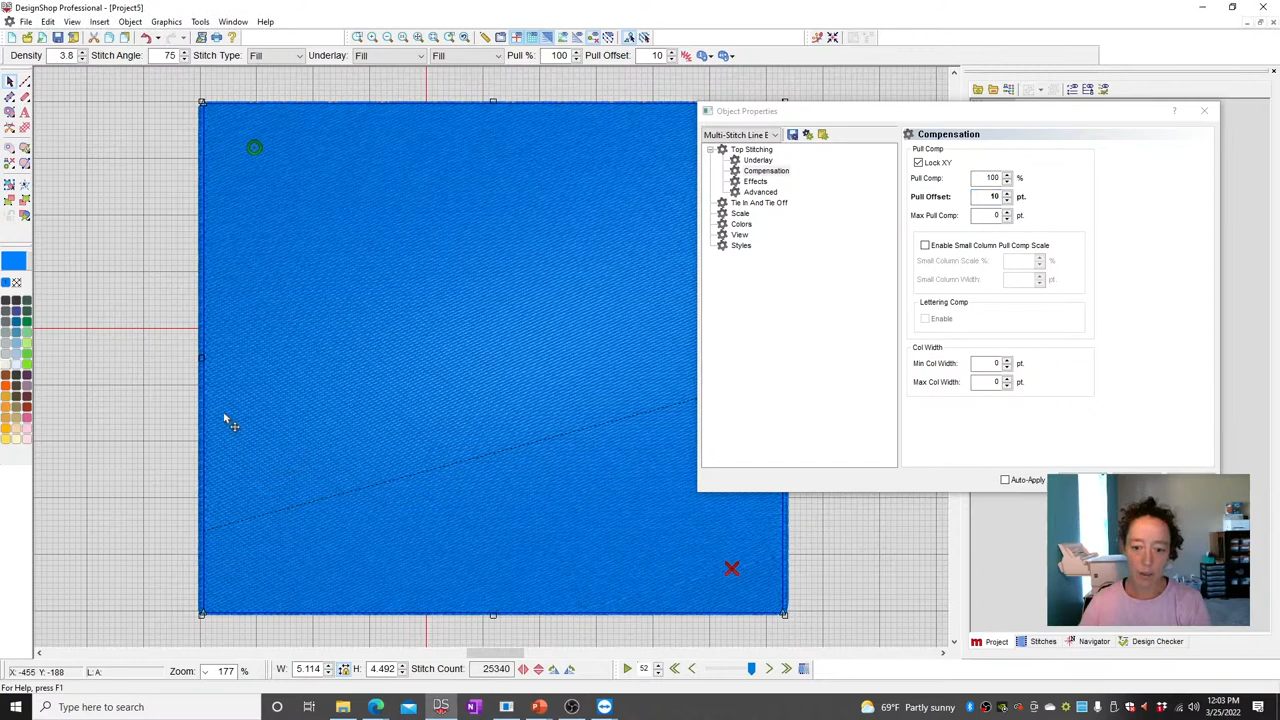 DesignShop Professional - [Project5]
File Edit View Insert Object Graphics Tools Window Help
Density 3.8 Stitch Angle: 75 Stitch Type: Fill Underlay: Fill Fill Pull % 100 Pull Offset: 10
Object Properties ?
Multi-Stitch Line E
Top Stitching
Underlay
Compensation
Effects
Advanced
Tie In And Tie Off
Scale
Colors
View
Styles
Compensation
Pull Comp
Lock XY
Pull Comp: 100 %
Pull Offset: 10 pt.
Max Pull Comp: 0 pt.
Enable Small Column Pull Comp Scale
Small Column Scale %: %
Small Column Width: pt.
Lettering Comp
Enable
Col Width
Min Col Width: 0 pt.
Max Col Width: 0 pt.
Auto-Apply
Project Stitches Navigator Design Checker
X: -455 Y: -188 L: A: Zoom: 177 % W: 5.114 H: 4.492 Stitch Count: 25340 52
For Help, press F1
Type here to search
DS
69°F Partly sunny
12:03 PM
3/25/2022